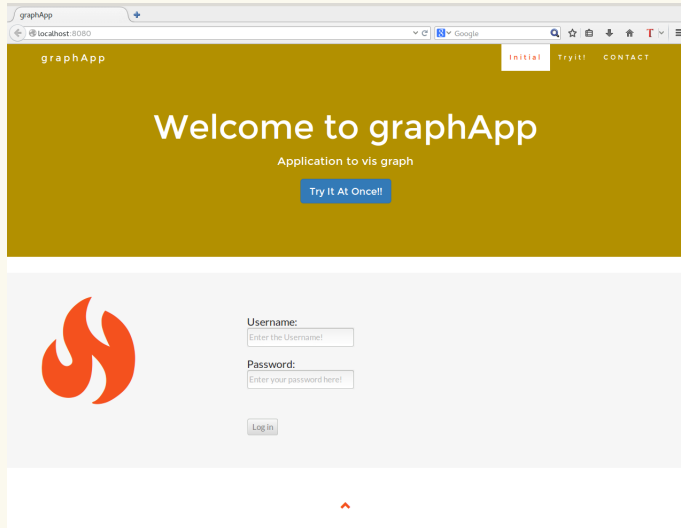 graphApp
localhost:8080
Google
graphApp
Initial
Tryit!
CONTACT
Welcome to graphApp
Application to vis graph
Try It At Once!!
Username:
Enter the Username!
Password:
Enter your password here!
Log in